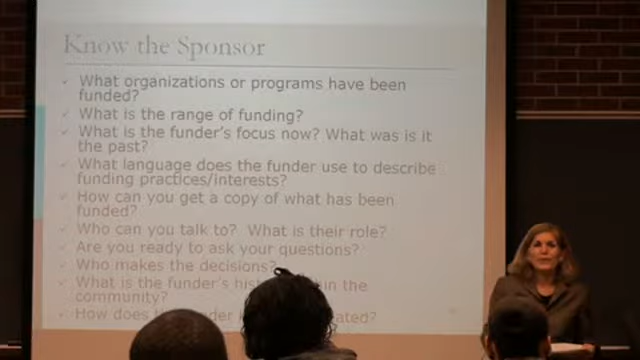 Know the Sponsor
What organizations or programs have been
funded?
What is the range of funding?
What is the funder's focus now? What was is it
the past?
What language does the funder use to describe
funding practices/interests?
How can you get a copy of what has been
funded?
Who can you talk to? What is their role?
Are you ready to ask your questions?
Who makes the decisions?
What is the funder's in the
community?
How does